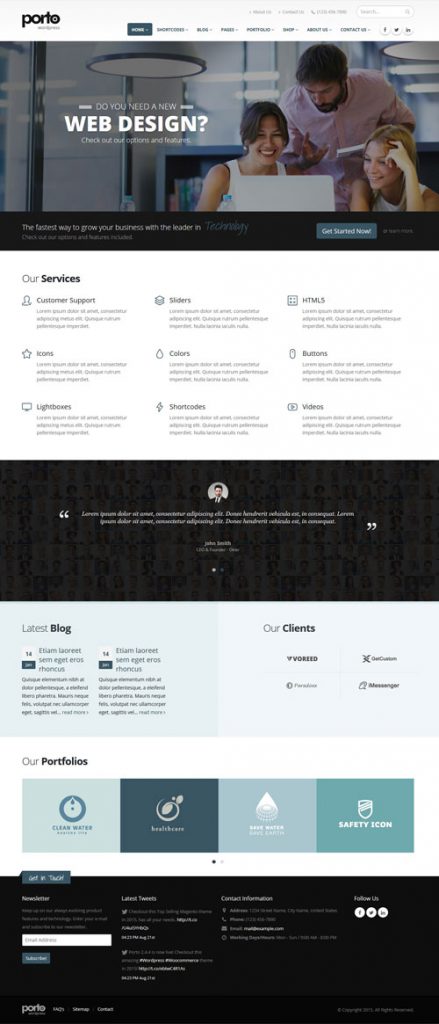 porto
wordpress
About Us
Contact Us
(123) 456-7890
Search...
HOME
SHORTCODES
BLOG
PAGES
PORTFOLIO
SHOP
ABOUT US
CONTACT US
DO YOU NEED A NEW
WEB DESIGN?
Check out our options and features.
The fastest way to grow your business with the leader in Technology
Check out our options and features included.
Get Started Now!
or learn more.
Our Services
Customer Support
Lorem ipsum dolor sit amet, consectetur
adipiscing elit. Quisque rutrum
pellentesque imperdiet.
Sliders
Lorem ipsum dolor sit amet, consectetur
adipiscing elit. Quisque rutrum pellentesque
imperdiet. Nulla lacinia iaculis nulla.
HTML5
Lorem ipsum dolor sit amet, consectetur
adipiscing elit. Quisque rutrum pellentesque
imperdiet. Nulla lacinia iaculis nulla.
Icons
Lorem ipsum dolor sit amet, consectetur
adipiscing elit. Quisque rutrum
pellentesque imperdiet.
Colors
Lorem ipsum dolor sit amet, consectetur
adipiscing elit. Quisque rutrum pellentesque
imperdiet. Nulla lacinia iaculis nulla.
Buttons
Lorem ipsum dolor sit amet, consectetur
adipiscing elit. Quisque rutrum pellentesque
imperdiet. Nulla lacinia iaculis nulla.
Lightboxes
Lorem ipsum dolor sit amet, consectetur
adipiscing elit. Quisque rutrum
pellentesque imperdiet.
Shortcodes
Lorem ipsum dolor sit amet, consectetur
adipiscing elit. Quisque rutrum pellentesque
imperdiet. Nulla lacinia iaculis nulla.
Videos
Lorem ipsum dolor sit amet, consectetur
adipiscing elit. Quisque rutrum pellentesque
imperdiet. Nulla lacinia iaculis nulla.
“ Lorem ipsum dolor sit amet, consectetur adipiscing elit. Donec hendrerit vehicula est, in consequat. Lorem
ipsum dolor sit amet, consectetur adipiscing elit. Donec hendrerit vehicula est, in consequat. ”
John Smith
CEO & Founder - Okler
Latest Blog
14
Jan
Etiam laoreet
sem eget eros
rhoncus
Quisque elementum nibh at
dolor pellentesque, a eleifend
libero pharetra. Mauris neque
felis, volutpat nec ullamcorper
eget, sagittis vel... read more
14
Jan
Etiam laoreet
sem eget eros
rhoncus
Quisque elementum nibh at
dolor pellentesque, a eleifend
libero pharetra. Mauris neque
felis, volutpat nec ullamcorper
eget, sagittis vel... read more
Our Clients
VOREED
GetCustom
Paradoxx
iMessenger
Our Portfolios
CLEAN WATER
healthcare
SAVE WATER
SAVE EARTH
SAFETY ICON
Get in Touch!
Newsletter
Keep up on our always evolving product
features and technology. Enter your e-mail
and subscribe to our newsletter.
Email Address
Subscribe
Latest Tweets
Checkout this Top Selling Magento theme
in 2015. has all your needs.
04:23 PM Aug 21st
Porto 2.4.4 is now live! Checkout this
amazing #Wordpress #Woocommerce theme
04:23 PM Aug 21st
Contact Information
Address: 1234 Street Name, City Name, United States
Phone: (123) 456-7890
Email: mail@example.com
Working Days/Hours: Mon - Sun / 9:00 AM - 8:00 PM
Follow Us
porto
wordpress
FAQ's
Sitemap
Contact
© Copyright 2015. All Rights Reserved.